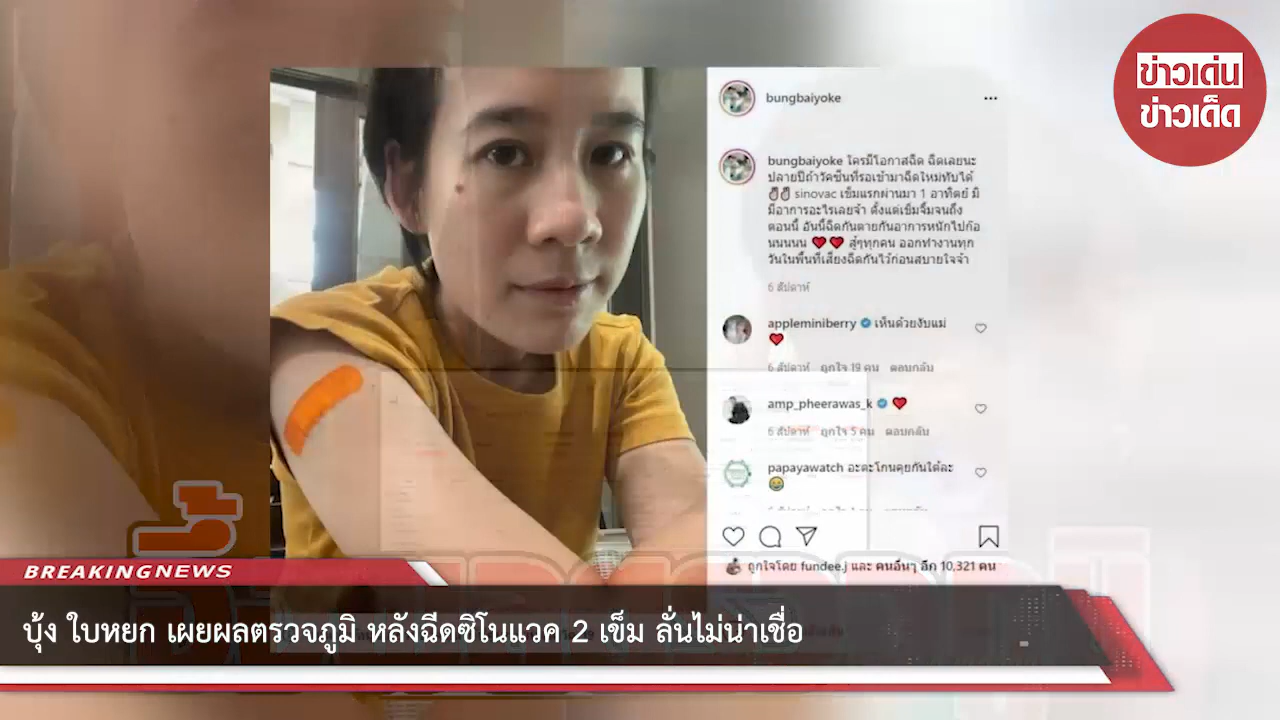 ข่าวเด่น
ข่าวเด็ด
bungbaiyoke
bungbaiyoke ใครมีโอกาสฉีด ฉีดเลยนะ
ปลายปีถ้าวัคซีนที่รอเข้ามาฉีดใหม่ทับได้
✌🏻✌🏻 sinovac เข็มแรกผ่านมา 1 อาทิตย์ มิ
มีอาการอะไรเลยจ้า ตั้งแต่เข็มจิ้มจนถึง
ตอนนี้ อันนี้ฉีดกันตายกันอาการหนักไปก๊อ
นนนนน ❤️❤️ สู้ๆทุกคน ออกทำงานทุก
วันในพื้นที่เสี่ยงฉีดกันไว้ก่อนสบายใจจ้า
6 สัปดาห์
appleminiberry เห็นด้วยงับแม่
❤️
6 สัปดาห์ ถูกใจ 19 คน ตอบกลับ
amp_pheerawas_k ❤️
6 สัปดาห์ ถูกใจ 5 คน ตอบกลับ
papayawatch อะตะโกนคุยกันได้ละ
😂
ถูกใจโดย fundee.j และ คนอื่นๆ อีก 10,321 คน
BREAKING NEWS
บุ้ง ใบหยก เผยผลตรวจภูมิ หลังฉีดซิโนแวค 2 เข็ม ลั่นไม่น่าเชื่อ